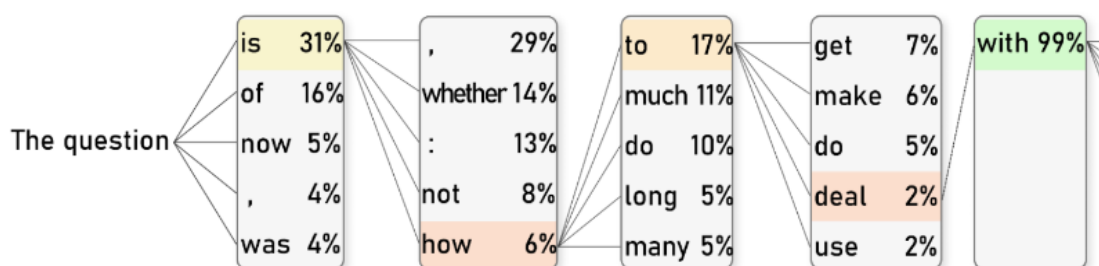 is 31% , 29% to 17% get 7% with 99%
of 16% whether 14% much 11% make 6%
The question now 5% : 13% do 10% do 5%
, 4% not 8% long 5% deal 2%
was 4% how 6% many 5% use 2%